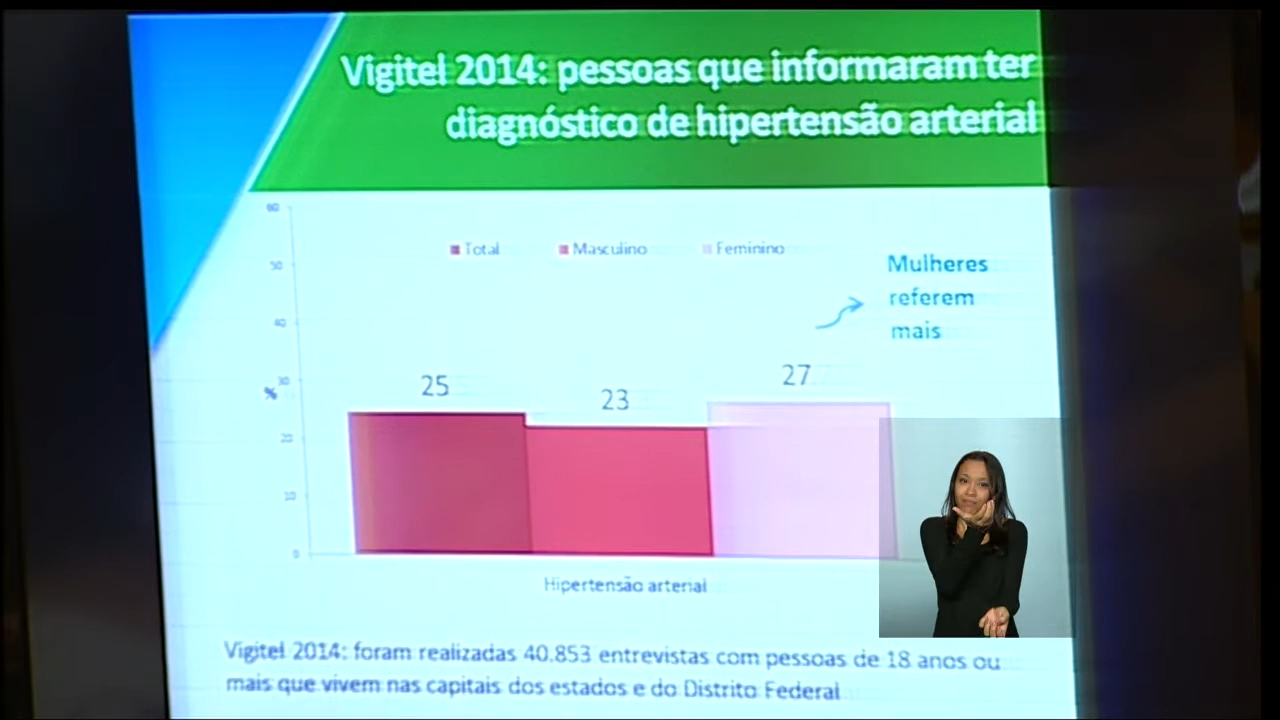 Vigitel 2014: pessoas que informaram ter
diagnóstico de hipertensão arterial
60
Total Masculino Feminino
50
Mulheres
referem
mais
40
30
%
25
23
27
20
10
0
Hipertensão arterial
Vigitel 2014: foram realizadas 40.853 entrevistas com pessoas de 18 anos ou
mais que vivem nas capitais dos estados e do Distrito Federal